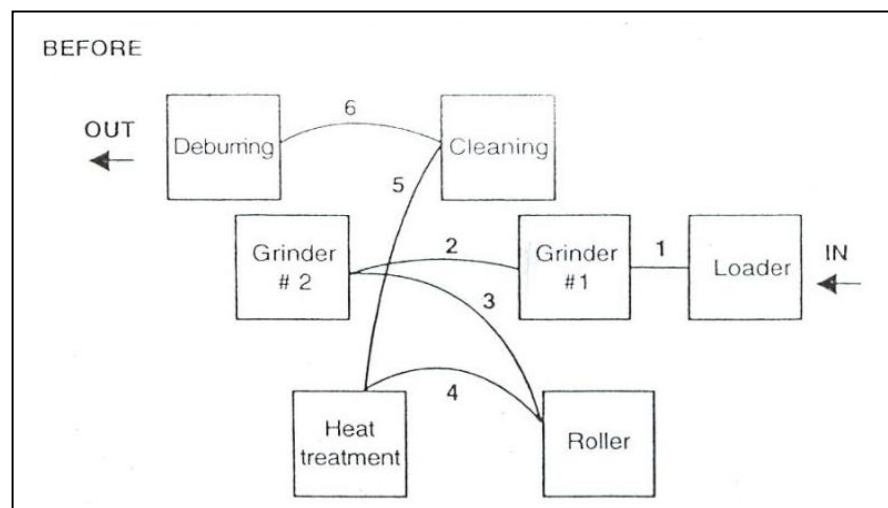 BEFORE
6
OUT
Deburring
Cleaning
5
Grinder
# 2
2
Grinder
#1
1
Loader
IN
3
4
Heat
treatment
Roller